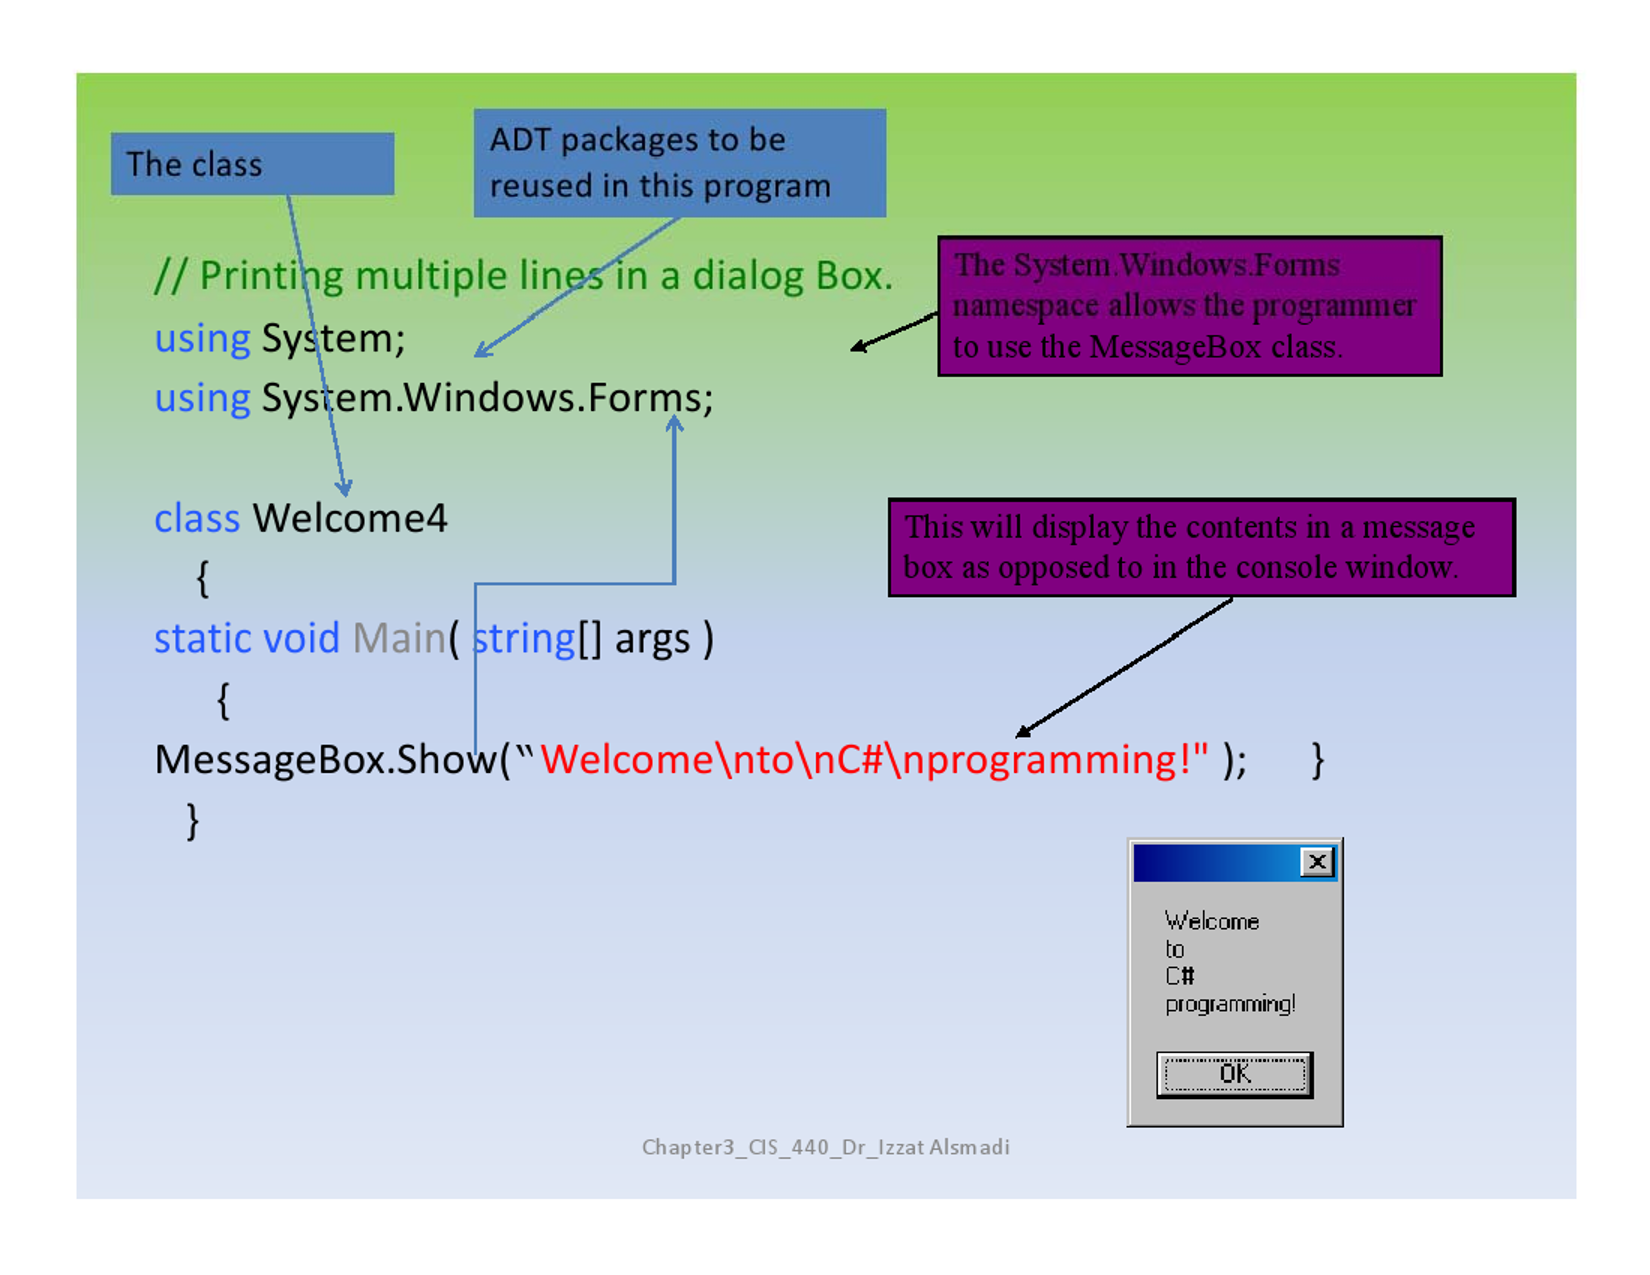 The class
ADT packages to be
reused in this program
// Printing multiple lines in a dialog Box.
using System;
using System.Windows.Forms;
The System.Windows.Forms
namespace allows the programmer
to use the MessageBox class.
class Welcome4
{
This will display the contents in a message
box as opposed to in the console window.
static void Main( string[] args )
{
MessageBox.Show(“Welcome\nto\nC#\nprogramming!" ); }
}
Welcome
to
C#
programming!
OK
Chapter3_CIS_440_Dr_Izzat Alsmadi